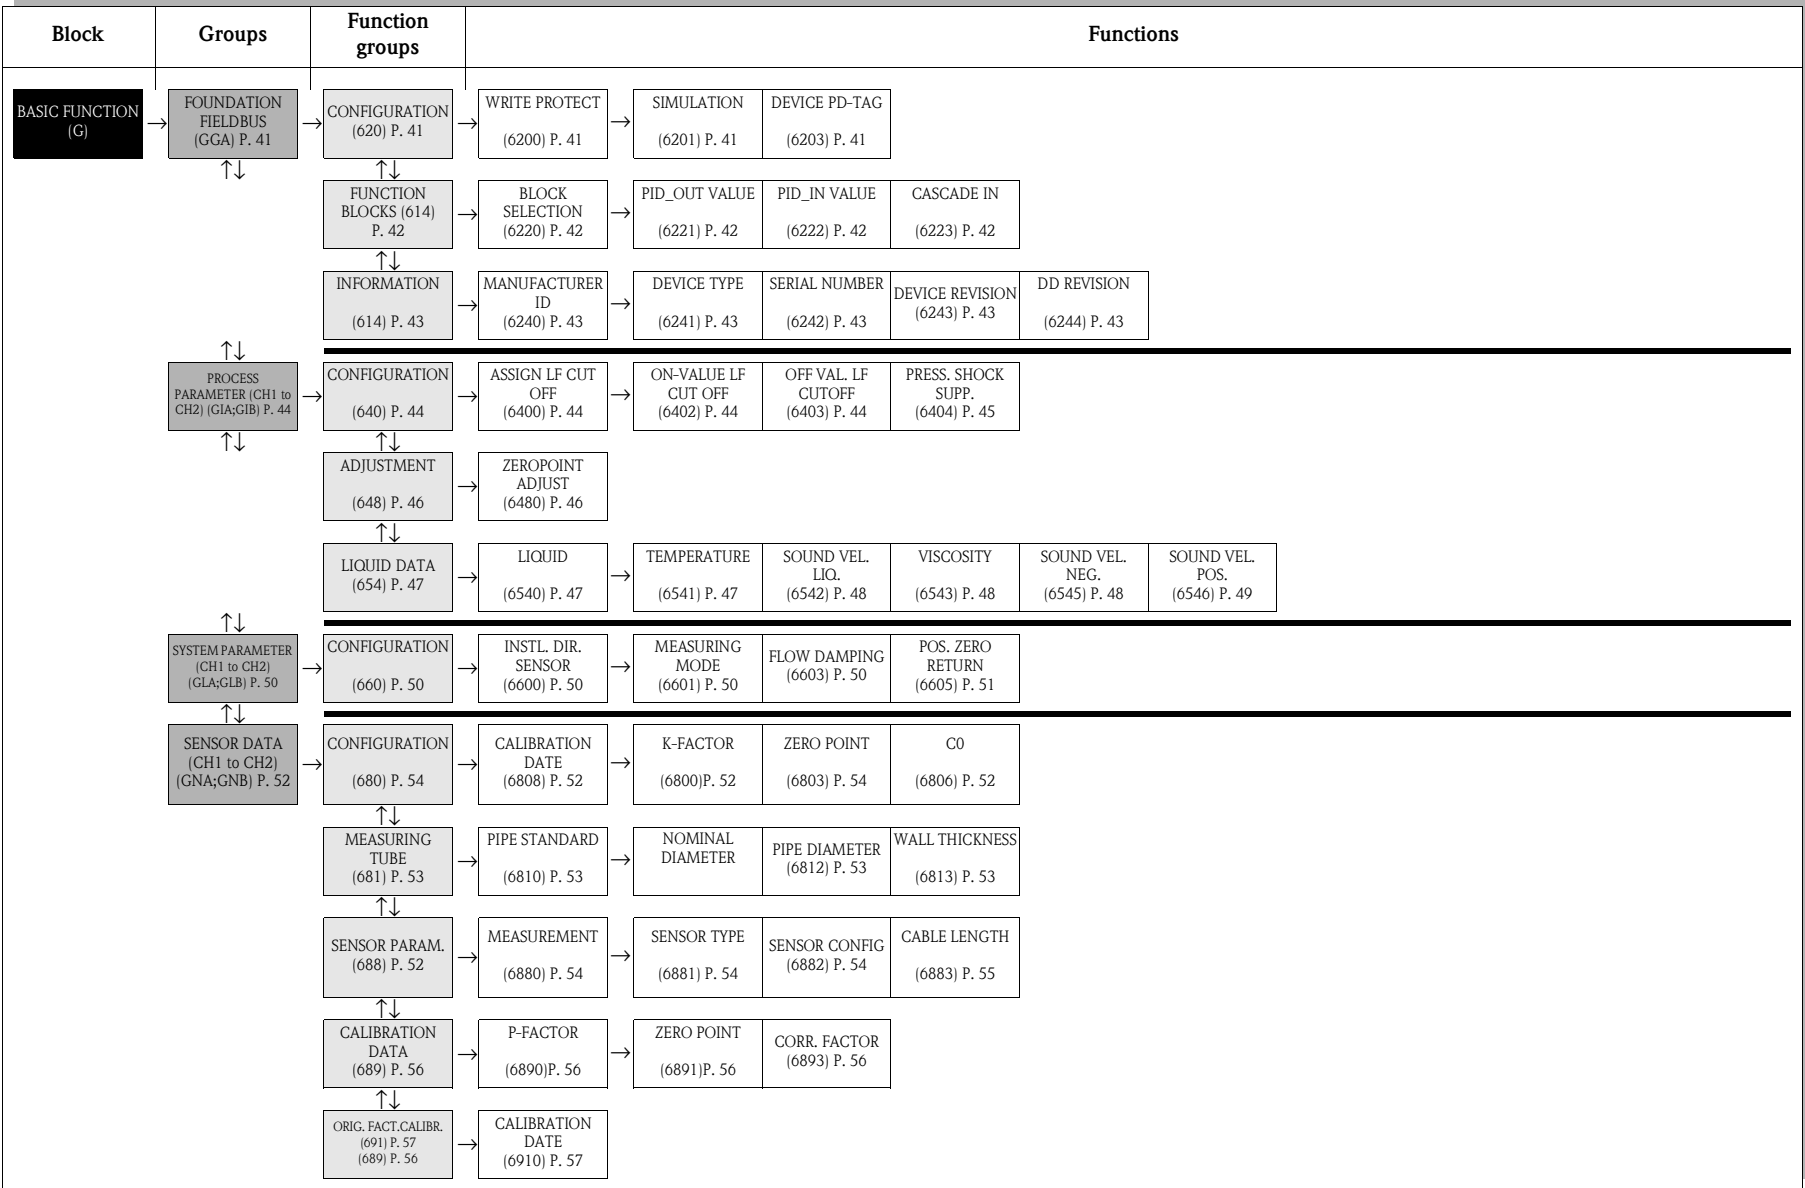 Block
Groups
Function
groups
Functions
BASIC FUNCTION
(G)
FOUNDATION
FIELDBUS
(GGA) P. 41
CONFIGURATION
(620) P. 41
WRITE PROTECT
(6200) P. 41
SIMULATION
(6201) P. 41
DEVICE PD-TAG
(6203) P. 41
FUNCTION
BLOCKS (614)
P. 42
BLOCK
SELECTION
(6220) P. 42
PID_OUT VALUE
(6221) P. 42
PID_IN VALUE
(6222) P. 42
CASCADE IN
(6223) P. 42
INFORMATION
(614) P. 43
MANUFACTURER
ID
(6240) P. 43
DEVICE TYPE
(6241) P. 43
SERIAL NUMBER
(6242) P. 43
DEVICE REVISION
(6243) P. 43
DD REVISION
(6244) P. 43
PROCESS
PARAMETER (CH1 to
CH2) (GIA;GIB) P. 44
CONFIGURATION
(640) P. 44
ASSIGN LF CUT
OFF
(6400) P. 44
ON-VALUE LF
CUT OFF
(6402) P. 44
OFF VAL. LF
CUTOFF
(6403) P. 44
PRESS. SHOCK
SUPP.
(6404) P. 45
ADJUSTMENT
(648) P. 46
ZEROPOINT
ADJUST
(6480) P. 46
LIQUID DATA
(654) P. 47
LIQUID
(6540) P. 47
TEMPERATURE
(6541) P. 47
SOUND VEL.
LIQ.
(6542) P. 48
VISCOSITY
(6543) P. 48
SOUND VEL.
NEG.
(6545) P. 48
SOUND VEL.
POS.
(6546) P. 49
SYSTEM PARAMETER
(CH1 to CH2)
(GLA;GLB) P. 50
CONFIGURATION
(660) P. 50
INSTL. DIR.
SENSOR
(6600) P. 50
MEASURING
MODE
(6601) P. 50
FLOW DAMPING
(6603) P. 50
POS. ZERO
RETURN
(6605) P. 51
SENSOR DATA
(CH1 to CH2)
(GNA;GNB) P. 52
CONFIGURATION
(680) P. 54
CALIBRATION
DATE
(6808) P. 52
K-FACTOR
(6800)P. 52
ZERO POINT
(6803) P. 54
C0
(6806) P. 52
MEASURING
TUBE
(681) P. 53
PIPE STANDARD
(6810) P. 53
NOMINAL
DIAMETER
PIPE DIAMETER
(6812) P. 53
WALL THICKNESS
(6813) P. 53
SENSOR PARAM.
(688) P. 52
MEASUREMENT
(6880) P. 54
SENSOR TYPE
(6881) P. 54
SENSOR CONFIG
(6882) P. 54
CABLE LENGTH
(6883) P. 55
CALIBRATION
DATA
(689) P. 56
P-FACTOR
(6890)P. 56
ZERO POINT
(6891)P. 56
CORR. FACTOR
(6893) P. 56
ORIG. FACT.CALIBR.
(691) P. 57
(689) P. 56
CALIBRATION
DATE
(6910) P. 57